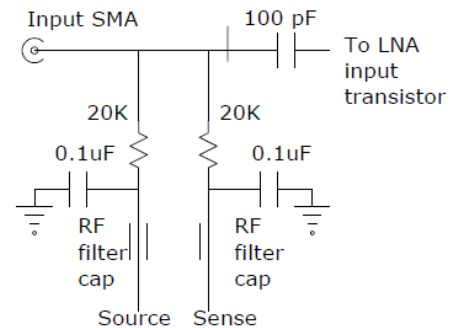 Input SMA
100 pF
To LNA
input
transistor
20K
20K
0.1uF
0.1uF
RF
filter
cap
RF
filter
cap
Source
Sense